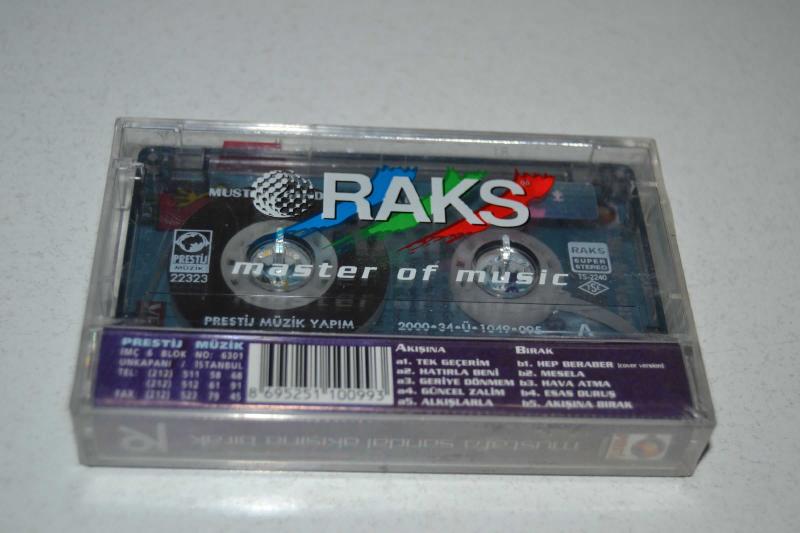 RAKS
MUST
master of music
PRESTİJ
MÜZİK
22323
RAKS
SUPER
STEREO
TS-2240
TSE
PRESTİJ MÜZİK YAPIM
2000-34-Ü-1049-095
A
PRESTİJ MÜZİK
İMÇ 6 BLOK NO: 6301
UNKAPANI / İSTANBUL
TEL: (212) 511 58 68
(212) 512 61 91
FAX (212) 527 79 45
8 695251 100993
AKIŞINA
a1. TEK GEÇERİM
a2. HATIRLA BENİ
a3. GERİYE DÖNMEM
a4. GÜNCEL ZALİM
a5. ALKIŞLARLA
BIRAK
b1. HEP BERABER (cover version)
b2. MESELA
b3. HAVA ATMA
b4. ESAS DURUŞ
b5. AKIŞINA BIRAK
mustafa sandal akışına bırak